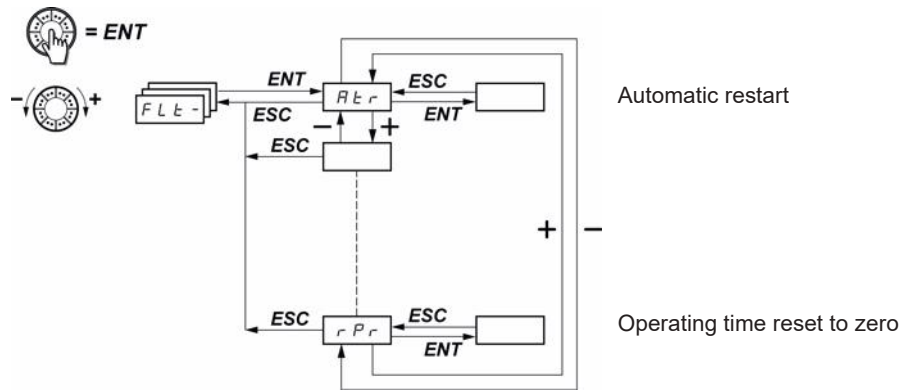 = ENT
- +
FLt-
ENT
ESC
Atr
ESC
ENT
Automatic restart
- +
ESC
+ -
ESC
rPr
ESC
ENT
Operating time reset to zero